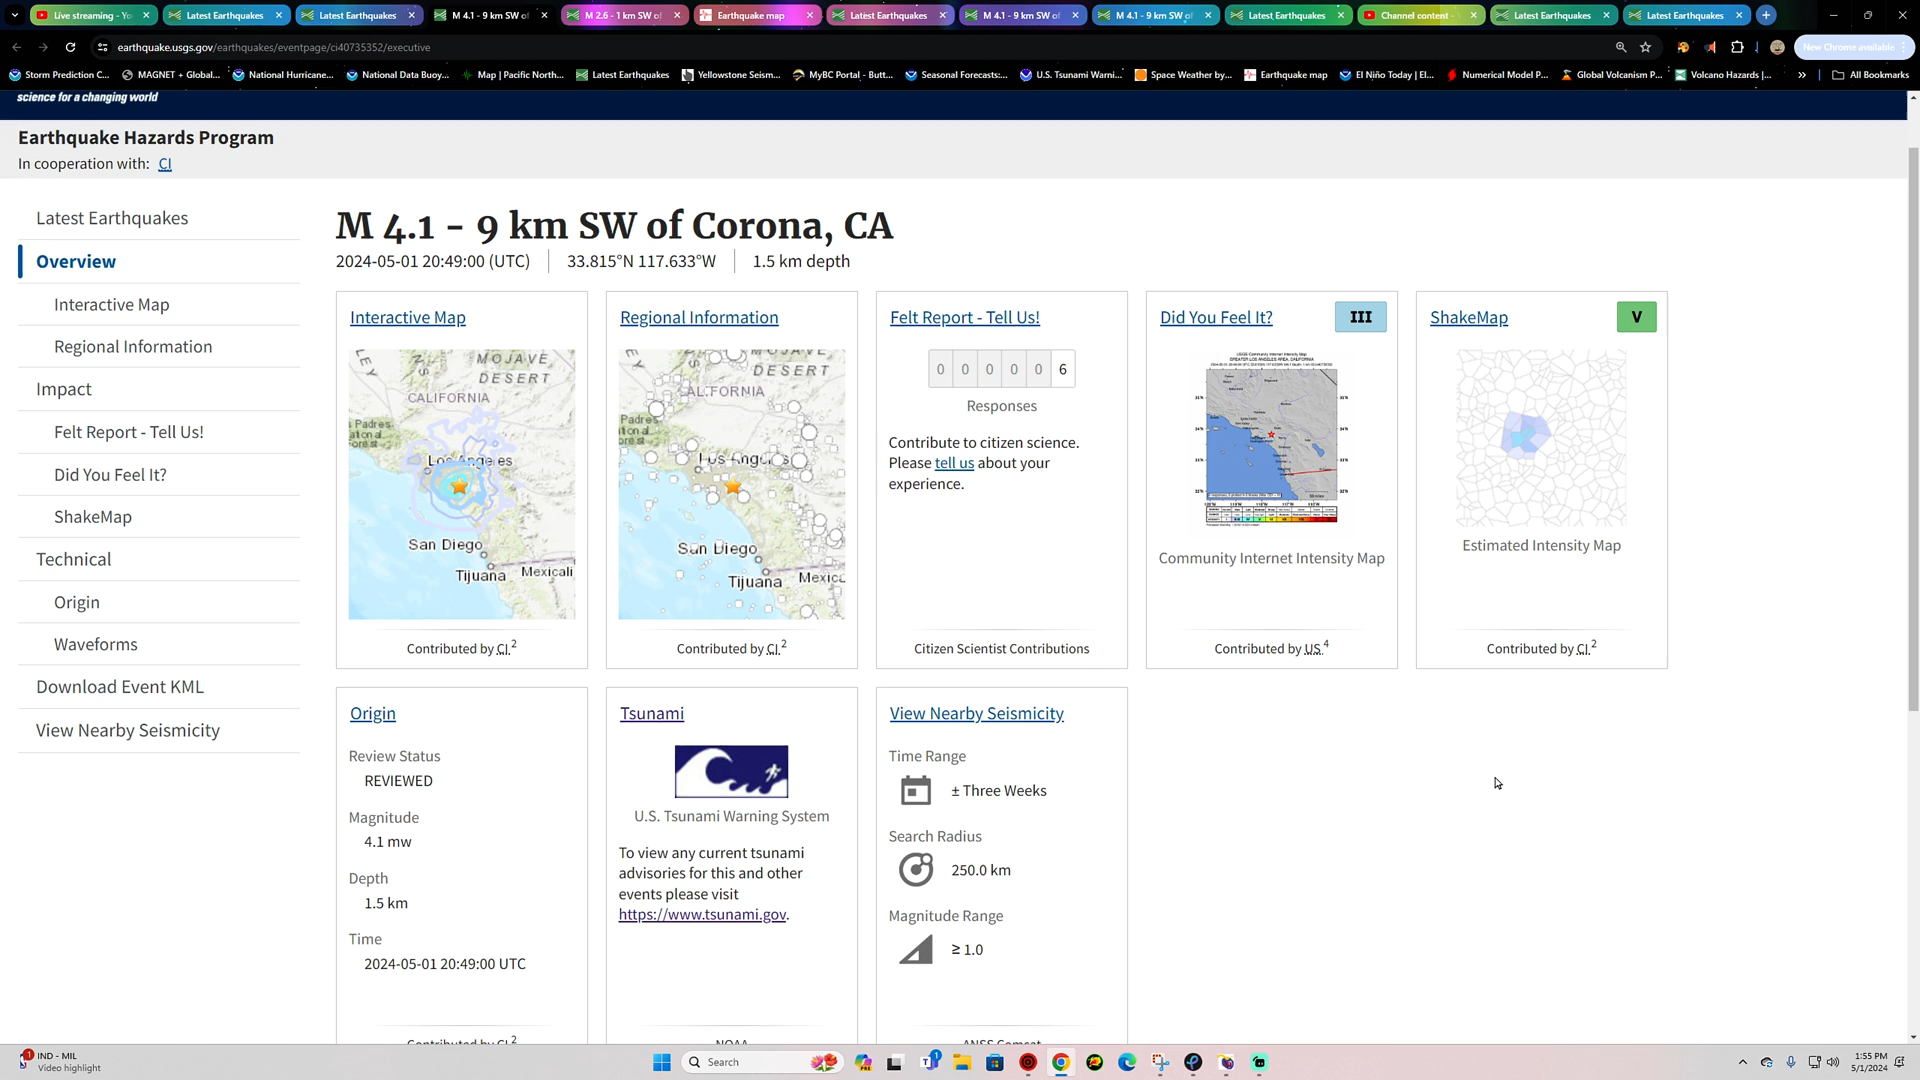 Live streaming - Yo
Latest Earthquakes
Latest Earthquakes
M 4.1 - 9 km SW of
M 2.6 - 1 km SW of
Earthquake map
Latest Earthquakes
M 4.1 - 9 km SW of
M 4.1 - 9 km SW of
Latest Earthquakes
Channel content -
Latest Earthquakes
Latest Earthquakes
earthquake.usgs.gov/earthquakes/eventpage/ci40735352/executive
New Chrome available
Storm Prediction C...
MAGNET + Global...
National Hurricane...
National Data Buoy...
Map | Pacific North...
Latest Earthquakes
Yellowstone Seism...
MyBC Portal - Butt...
Seasonal Forecasts:...
U.S. Tsunami Warni...
Space Weather by...
Earthquake map
El Niño Today | El...
Numerical Model P...
Global Volcanism P...
Volcano Hazards |...
All Bookmarks
science for a changing world
Earthquake Hazards Program
In cooperation with: CI
Latest Earthquakes
Overview
Interactive Map
Regional Information
Impact
Felt Report - Tell Us!
Did You Feel It?
ShakeMap
Technical
Origin
Waveforms
Download Event KML
View Nearby Seismicity
M 4.1 - 9 km SW of Corona, CA
2024-05-01 20:49:00 (UTC)
33.815°N 117.633°W
1.5 km depth
Interactive Map
LEY
MOJAVE
DESERT
CALIFORNIA
Los Angeles
San Diego
Tijuana
Mexicali
Contributed by CI 2
Regional Information
DESERT
San Diego
Tijuana
Contributed by CI 2
Felt Report - Tell Us!
0 0 0 0 0 6
Responses
Contribute to citizen science.
Please tell us about your
experience.
Citizen Scientist Contributions
Did You Feel It?
III
Community Internet Intensity Map
Contributed by US 4
ShakeMap
V
Estimated Intensity Map
Contributed by CI 2
Origin
Review Status
REVIEWED
Magnitude
4.1 mw
Depth
1.5 km
Time
2024-05-01 20:49:00 UTC
Contributed by CI 2
Tsunami
U.S. Tsunami Warning System
To view any current tsunami
advisories for this and other
events please visit
https://www.tsunami.gov.
NOAA
View Nearby Seismicity
Time Range
± Three Weeks
Search Radius
250.0 km
Magnitude Range
≥ 1.0
ANSS Comcat
1
IND - MIL
Video highlight
Search
1
1:55 PM
5/1/2024